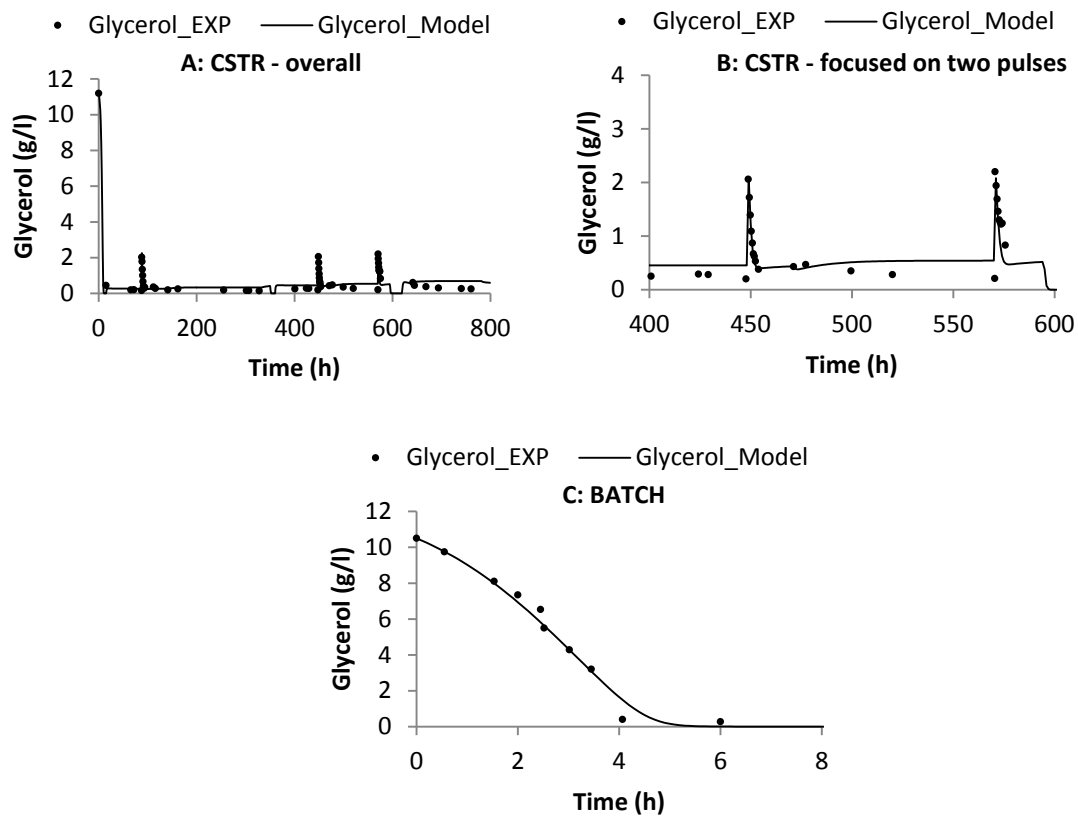 Glycerol_EXP Glycerol_Model
A: CSTR - overall
12
10
8
6
4
2
0
Glycerol (g/l)
0 200 400 600 800
Time (h)
Glycerol_EXP Glycerol_Model
B: CSTR - focused on two pulses
4
3
2
1
0
Glycerol (g/l)
400 450 500 550 600
Time (h)
Glycerol_EXP Glycerol_Model
C: BATCH
12
10
8
6
4
2
0
Glycerol (g/l)
0 2 4 6 8
Time (h)